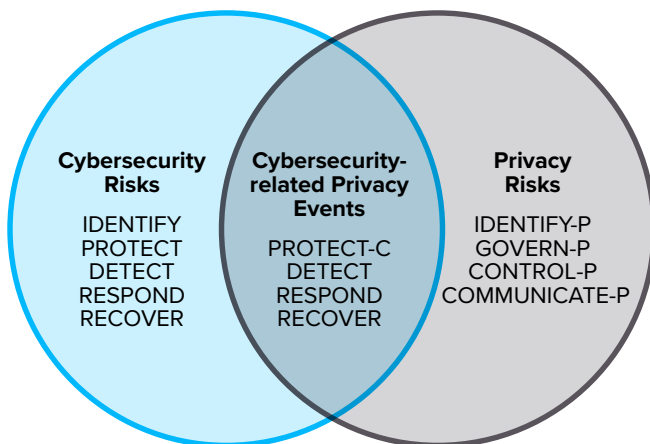 Cybersecurity
Risks
IDENTIFY
PROTECT
DETECT
RESPOND
RECOVER
Cybersecurity-
related Privacy
Events
PROTECT-C
DETECT
RESPOND
RECOVER
Privacy
Risks
IDENTIFY-P
GOVERN-P
CONTROL-P
COMMUNICATE-P